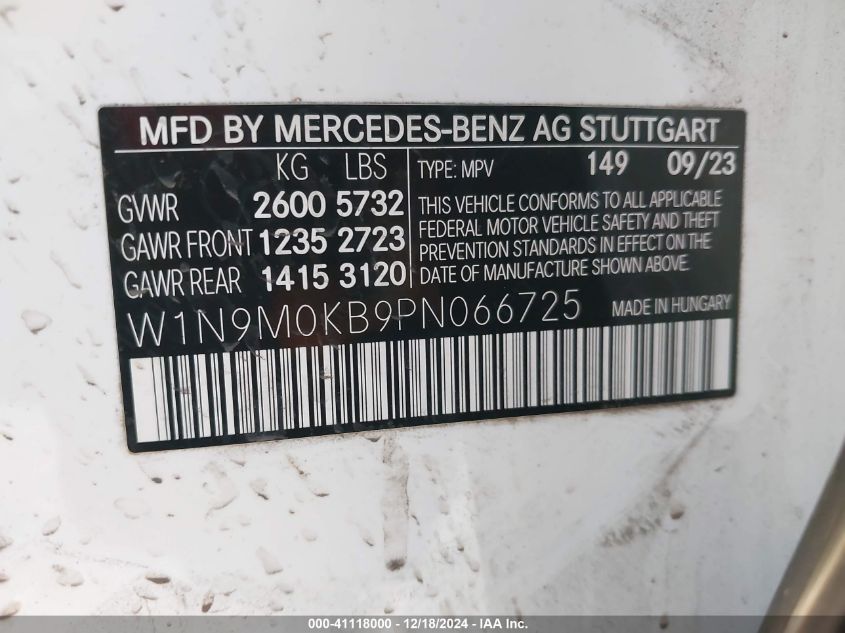 MFD BY MERCEDES-BENZ AG STUTTGART
KG LBS
GVWR 2600 5732
GAWR FRONT 1235 2723
GAWR REAR 1415 3120
TYPE: MPV 149 09/23
THIS VEHICLE CONFORMS TO ALL APPLICABLE
FEDERAL MOTOR VEHICLE SAFETY AND THEFT
PREVENTION STANDARDS IN EFFECT ON THE
DATE OF MANUFACTURE SHOWN ABOVE.
W1N9M0KB9PN066725
MADE IN HUNGARY
000-41118000 - 12/18/2024 - IAA Inc.